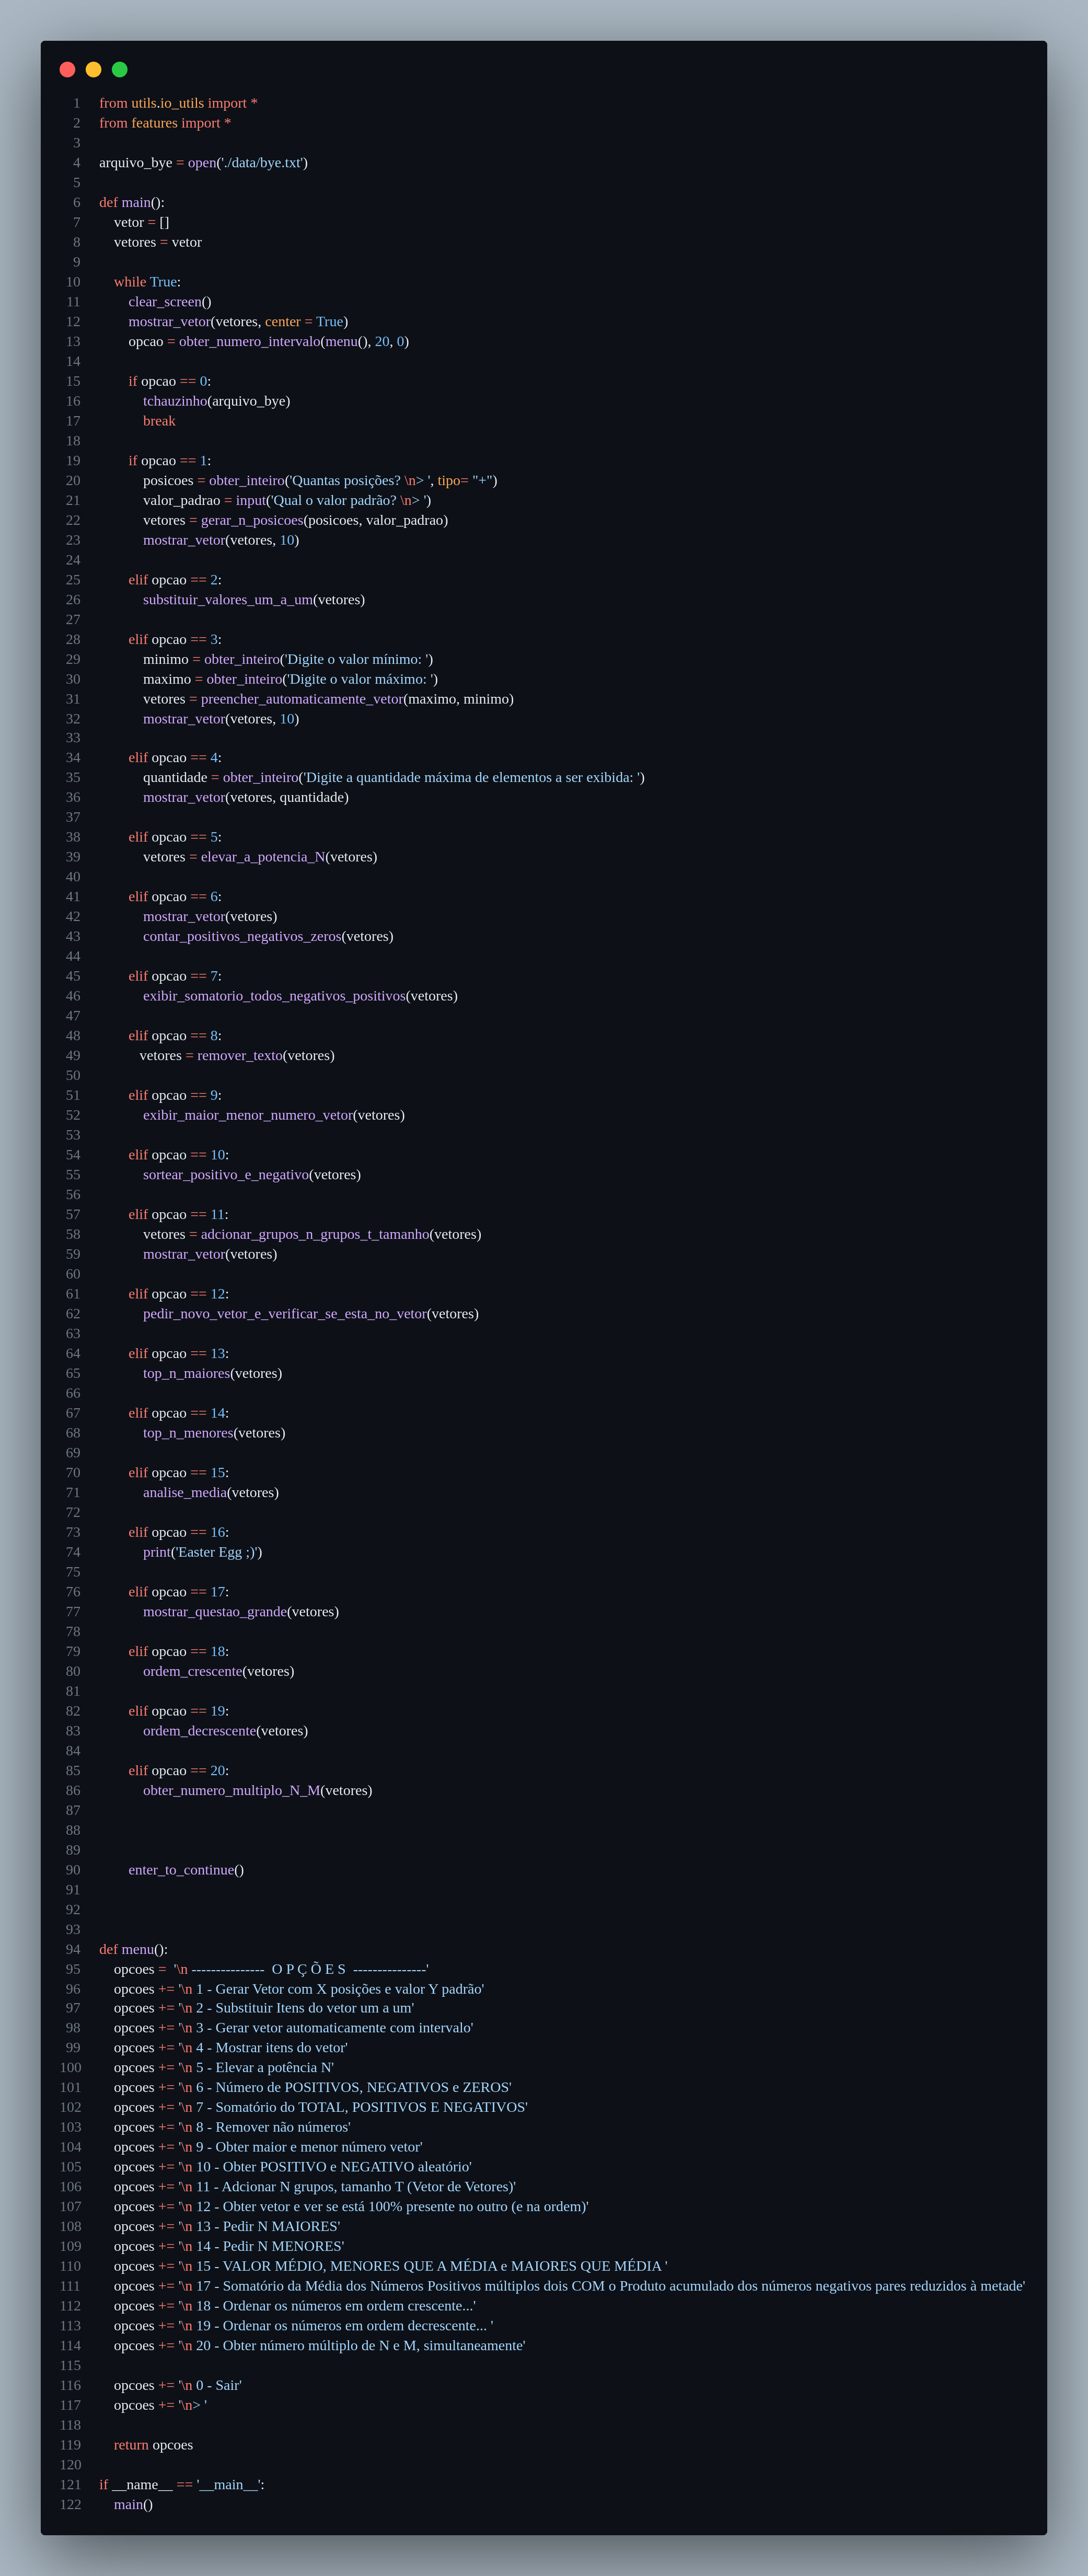 1 from utils.io_utils import *
2 from features import *
3
4 arquivo_bye = open('./data/bye.txt')
5
6 def main():
7     vetor = []
8     vetores = vetor
9
10     while True:
11         clear_screen()
12         mostrar_vetor(vetores, center = True)
13         opcao = obter_numero_intervalo(menu(), 20, 0)
14
15         if opcao == 0:
16             tchauzinho(arquivo_bye)
17             break
18
19         if opcao == 1:
20             posicoes = obter_inteiro('Quantas posições? \n> ', tipo= "+")
21             valor_padrao = input('Qual o valor padrão? \n> ')
22             vetores = gerar_n_posicoes(posicoes, valor_padrao)
23             mostrar_vetor(vetores, 10)
24
25         elif opcao == 2:
26             substituir_valores_um_a_um(vetores)
27
28         elif opcao == 3:
29             minimo = obter_inteiro('Digite o valor mínimo: ')
30             maximo = obter_inteiro('Digite o valor máximo: ')
31             vetores = preencher_automaticamente_vetor(maximo, minimo)
32             mostrar_vetor(vetores, 10)
33
34         elif opcao == 4:
35             quantidade = obter_inteiro('Digite a quantidade máxima de elementos a ser exibida: ')
36             mostrar_vetor(vetores, quantidade)
37
38         elif opcao == 5:
39             vetores = elevar_a_potencia_N(vetores)
40
41         elif opcao == 6:
42             mostrar_vetor(vetores)
43             contar_positivos_negativos_zeros(vetores)
44
45         elif opcao == 7:
46             exibir_somatorio_todos_negativos_positivos(vetores)
47
48         elif opcao == 8:
49            vetores = remover_texto(vetores)
50
51         elif opcao == 9:
52             exibir_maior_menor_numero_vetor(vetores)
53
54         elif opcao == 10:
55             sortear_positivo_e_negativo(vetores)
56
57         elif opcao == 11:
58             vetores = adcionar_grupos_n_grupos_t_tamanho(vetores)
59             mostrar_vetor(vetores)
60
61         elif opcao == 12:
62             pedir_novo_vetor_e_verificar_se_esta_no_vetor(vetores)
63
64         elif opcao == 13:
65             top_n_maiores(vetores)
66
67         elif opcao == 14:
68             top_n_menores(vetores)
69
70         elif opcao == 15:
71             analise_media(vetores)
72
73         elif opcao == 16:
74             print('Easter Egg ;)')
75
76         elif opcao == 17:
77             mostrar_questao_grande(vetores)
78
79         elif opcao == 18:
80             ordem_crescente(vetores)
81
82         elif opcao == 19:
83             ordem_decrescente(vetores)
84
85         elif opcao == 20:
86             obter_numero_multiplo_N_M(vetores)
87
88
89
90         enter_to_continue()
91
92
93
94 def menu():
95     opcoes =  '\n ---------------  O P Ç Õ E S  ---------------'
96     opcoes += '\n 1 - Gerar Vetor com X posições e valor Y padrão'
97     opcoes += '\n 2 - Substituir Itens do vetor um a um'
98     opcoes += '\n 3 - Gerar vetor automaticamente com intervalo'
99     opcoes += '\n 4 - Mostrar itens do vetor'
100     opcoes += '\n 5 - Elevar a potência N'
101     opcoes += '\n 6 - Número de POSITIVOS, NEGATIVOS e ZEROS'
102     opcoes += '\n 7 - Somatório do TOTAL, POSITIVOS E NEGATIVOS'
103     opcoes += '\n 8 - Remover não números'
104     opcoes += '\n 9 - Obter maior e menor número vetor'
105     opcoes += '\n 10 - Obter POSITIVO e NEGATIVO aleatório'
106     opcoes += '\n 11 - Adcionar N grupos, tamanho T (Vetor de Vetores)'
107     opcoes += '\n 12 - Obter vetor e ver se está 100% presente no outro (e na ordem)'
108     opcoes += '\n 13 - Pedir N MAIORES'
109     opcoes += '\n 14 - Pedir N MENORES'
110     opcoes += '\n 15 - VALOR MÉDIO, MENORES QUE A MÉDIA e MAIORES QUE MÉDIA '
111     opcoes += '\n 17 - Somatório da Média dos Números Positivos múltiplos dois COM o Produto acumulado dos números negativos pares reduzidos à metade'
112     opcoes += '\n 18 - Ordenar os números em ordem crescente...'
113     opcoes += '\n 19 - Ordenar os números em ordem decrescente... '
114     opcoes += '\n 20 - Obter número múltiplo de N e M, simultaneamente'
115
116     opcoes += '\n 0 - Sair'
117     opcoes += '\n> '
118
119     return opcoes
120
121 if __name__ == '__main__':
122     main()